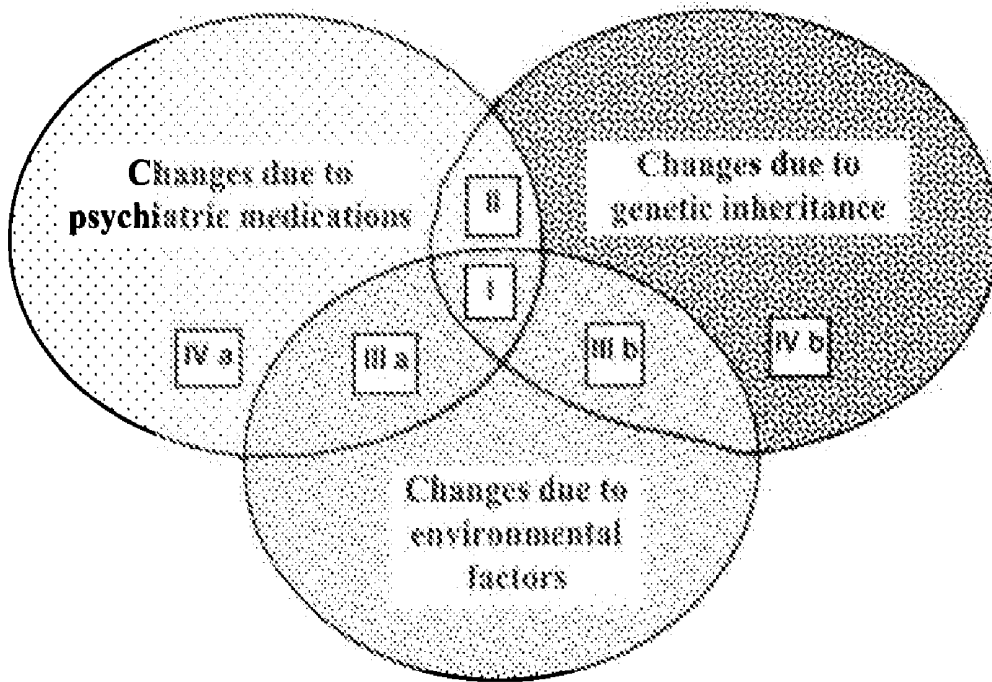 Changes due to
psychiatric medications
Changes due to
genetic inheritance
II
I
IV a
III a
III b
IV b
Changes due to
environmental
factors